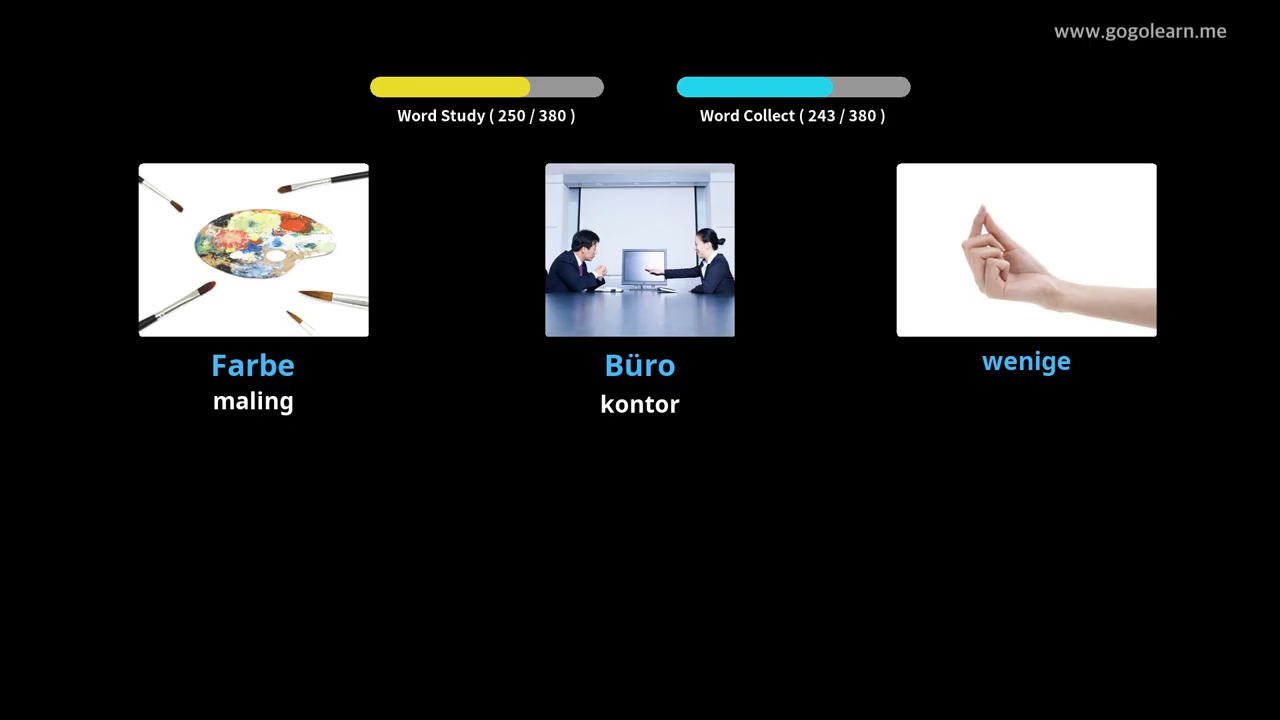 www.gogolearn.me
Word Study ( 250 / 380 )
Word Collect ( 243 / 380 )
Farbe
maling
Büro
kontor
wenige